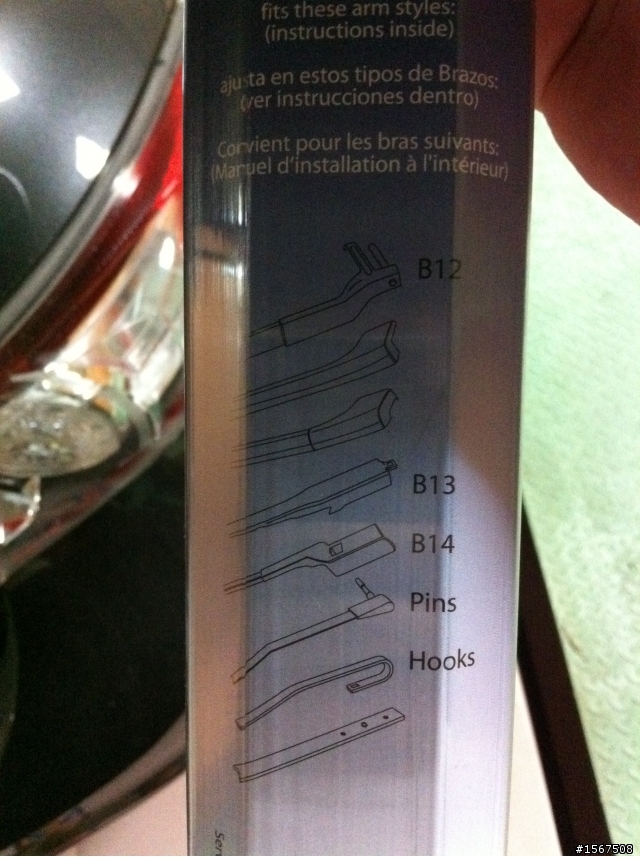 fits these arm styles:
(instructions inside)
ajusta en estos tipos de Brazos:
(ver instrucciones dentro)
Convient pour les bras suivants:
(Manuel d'installation à l'intérieur)
B12
B13
B14
Pins
Hooks
#1567508